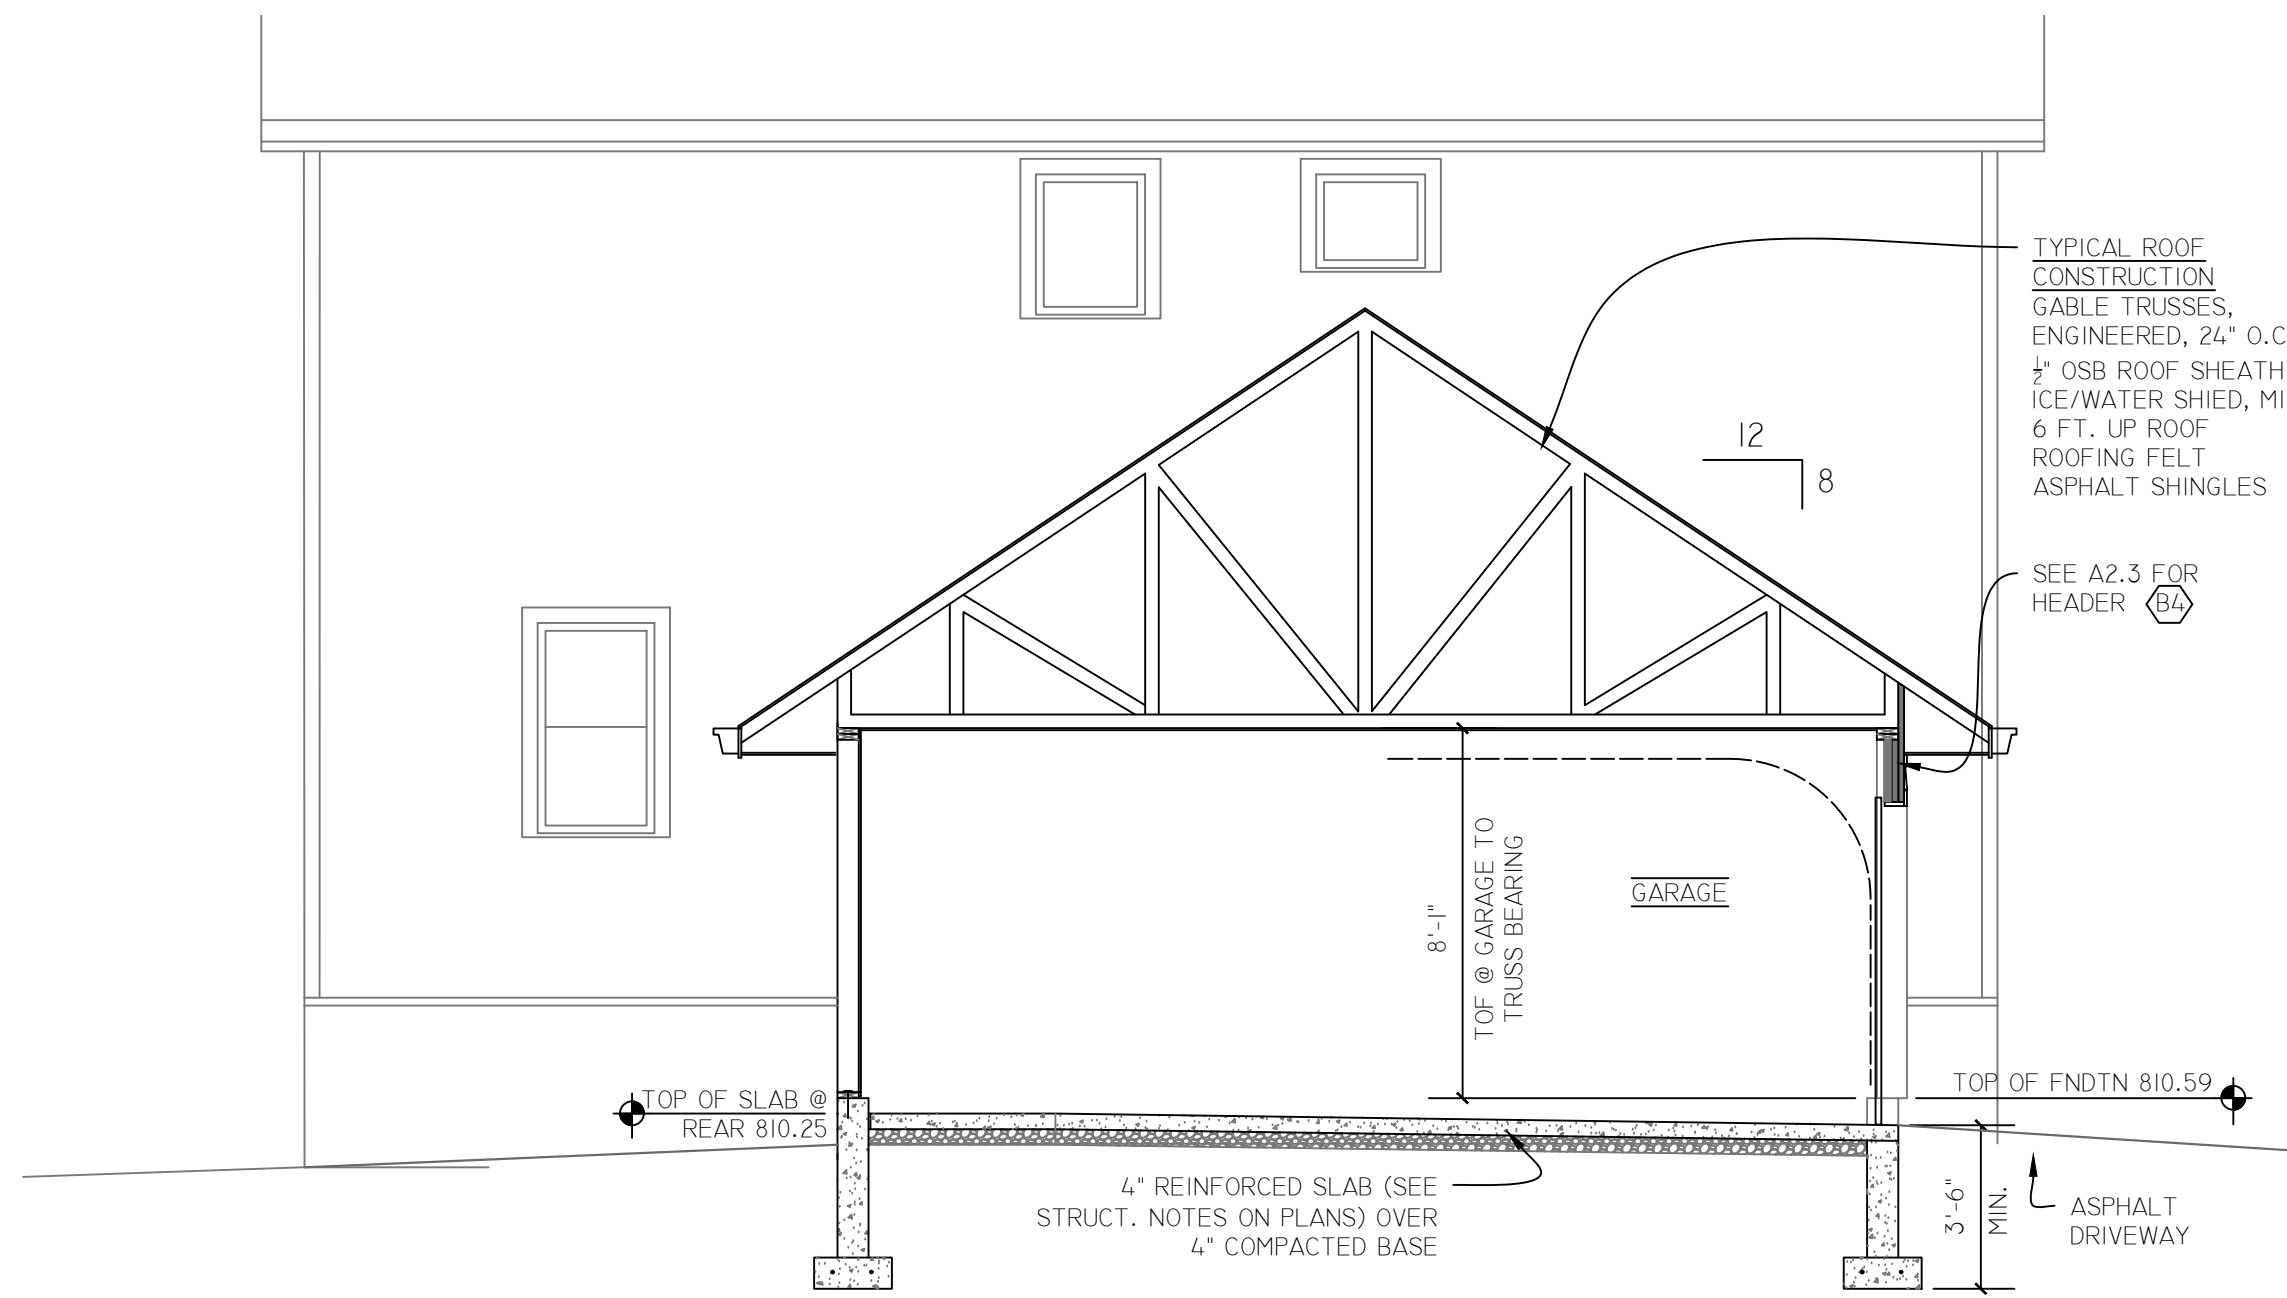 TYPICAL ROOF
CONSTRUCTION
GABLE TRUSSES,
ENGINEERED, 24" O.C
½" OSB ROOF SHEATH
ICE/WATER SHIED, MI
6 FT. UP ROOF
ROOFING FELT
ASPHALT SHINGLES
12
8
SEE A2.3 FOR
HEADER B4
8'-1"
TOF @ GARAGE TO
TRUSS BEARING
GARAGE
TOP OF SLAB @
REAR 810.25
TOP OF FNDTN 810.59
4" REINFORCED SLAB (SEE
STRUCT. NOTES ON PLANS) OVER
4" COMPACTED BASE
3'-6"
MIN.
ASPHALT
DRIVEWAY